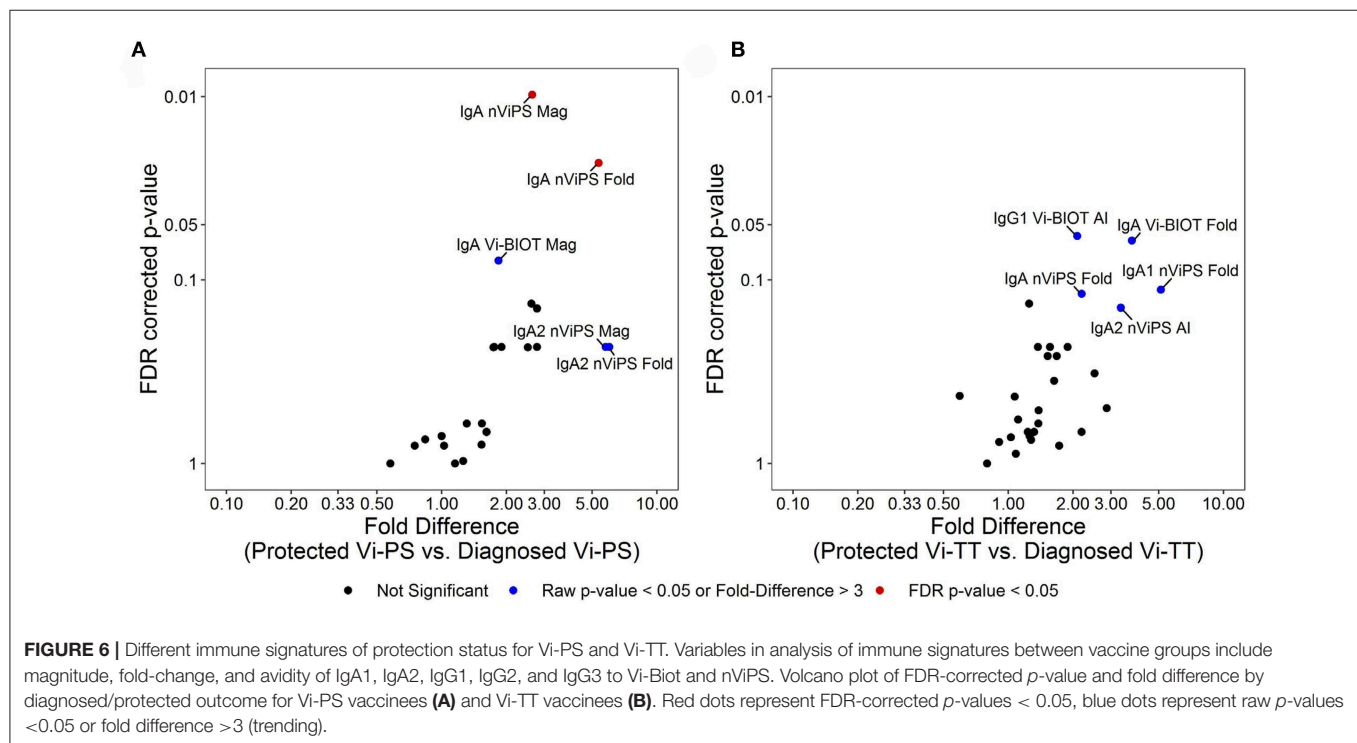 A
B
0.01
0.05
0.1
1
FDR corrected p-value
IgA nViPS Mag
IgA nViPS Fold
IgA Vi-BIOT Mag
IgA2 nViPS Mag
IgA2 nViPS Fold
0.10 0.20 0.33 0.50 1.00 2.00 3.00 5.00 10.00
Fold Difference
(Protected Vi-PS vs. Diagnosed Vi-PS)
0.01
0.05
0.1
1
FDR corrected p-value
IgG1 Vi-BIOT AI
IgA Vi-BIOT Fold
IgA nViPS Fold
IgA1 nViPS Fold
IgA2 nViPS AI
0.10 0.20 0.33 0.50 1.00 2.00 3.00 5.00 10.00
Fold Difference
(Protected Vi-TT vs. Diagnosed Vi-TT)
Not Significant Raw p-value < 0.05 or Fold-Difference > 3 FDR p-value < 0.05
FIGURE 6 | Different immune signatures of protection status for Vi-PS and Vi-TT. Variables in analysis of immune signatures between vaccine groups include
magnitude, fold-change, and avidity of IgA1, IgA2, IgG1, IgG2, and IgG3 to Vi-Biot and nViPS. Volcano plot of FDR-corrected p-value and fold difference by
diagnosed/protected outcome for Vi-PS vaccinees (A) and Vi-TT vaccinees (B). Red dots represent FDR-corrected p-values < 0.05, blue dots represent raw p-values
<0.05 or fold difference >3 (trending).